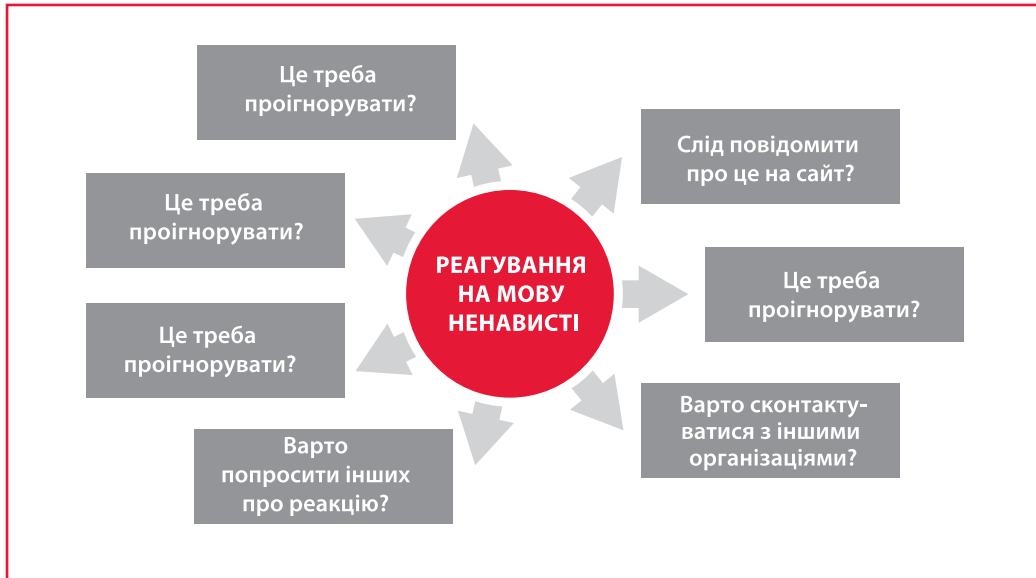 Це треба
проігнорувати?
Слід повідомити
про це на сайт?
Це треба
проігнорувати?
РЕАГУВАННЯ
НА МОВУ
НЕНАВИСТІ
Це треба
проігнорувати?
Це треба
проігнорувати?
Варто сконтакту-
ватися з іншими
організаціями?
Варто
попросити інших
про реакцію?